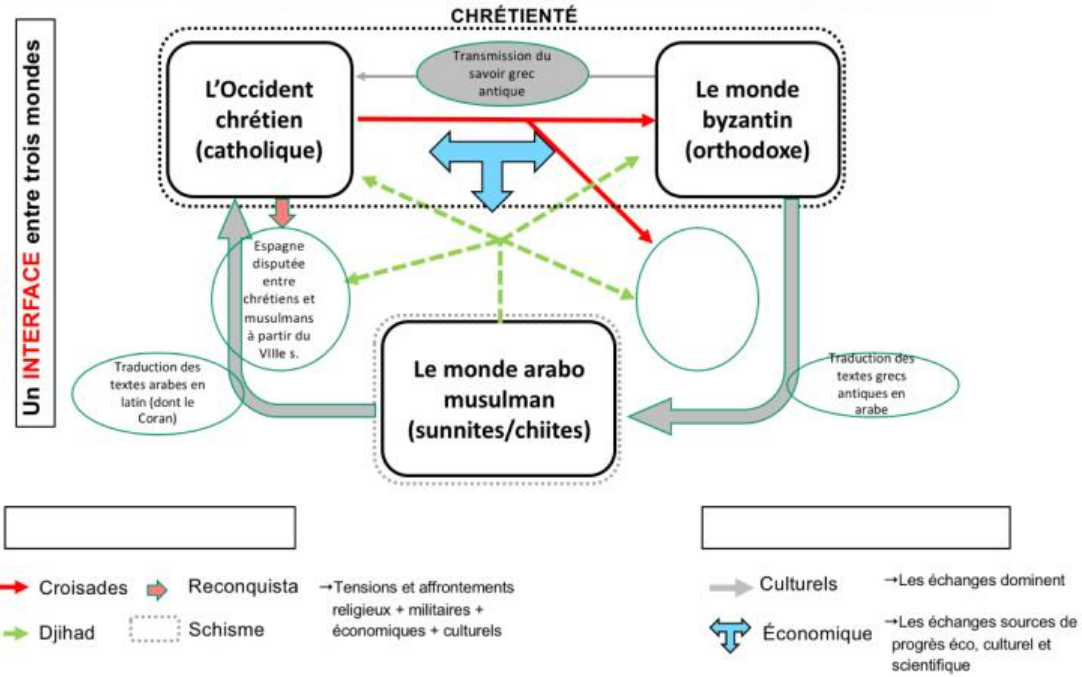 Un INTERFACE entre trois mondes
CHRÉTIENTÉ
L’Occident
chrétien
(catholique)
Transmission du
savoir grec
antique
Le monde
byzantin
(orthodoxe)
Espagne
disputée
entre
chrétiens et
musulmans
à partir du
VIIIe s.
Traduction des
textes arabes en
latin (dont le
Coran)
Le monde arabo
musulman
(sunnites/chiites)
Traduction des
textes grecs
antiques en
arabe
Croisades
Reconquista
→Tensions et affrontements
religieux + militaires +
économiques + culturels
Djihad
Schisme
Culturels
→Les échanges dominent
Économique
→Les échanges sources de
progrès éco, culturel et
scientifique